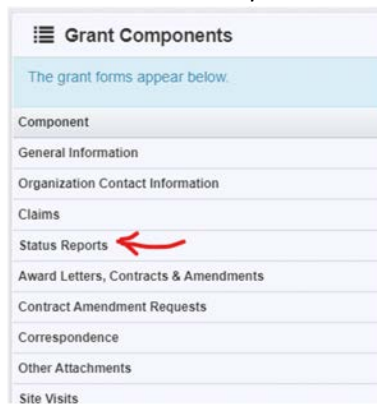 Grant Components
The grant forms appear below.
Component
General Information
Organization Contact Information
Claims
Status Reports
Award Letters, Contracts & Amendments
Contract Amendment Requests
Correspondence
Other Attachments
Site Visits